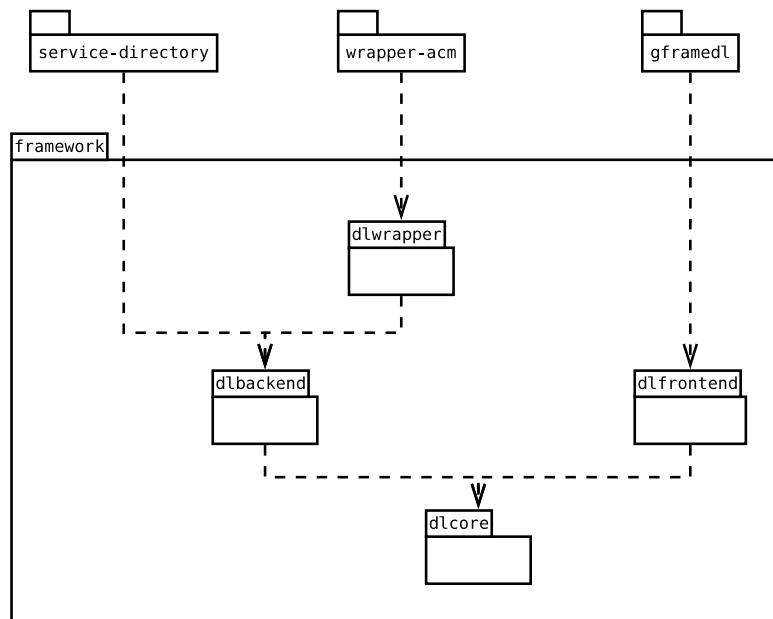 service-directory
wrapper-acm
gframedl
framework
dlwrapper
dlbackend
dlfrontend
dlcore